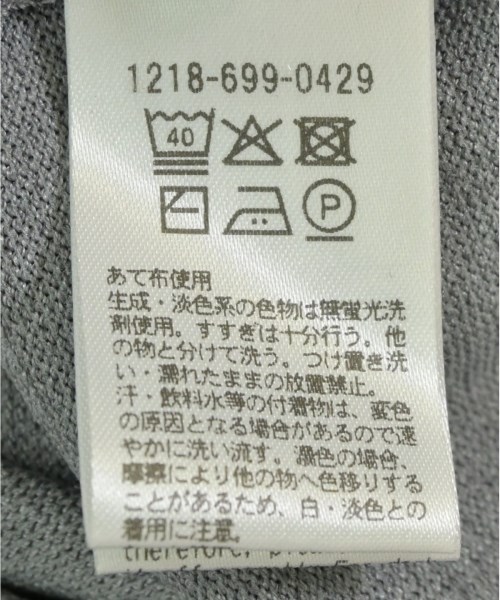 1218-699-0429
40
P
あて布使用
生成・淡色系の色物は無蛍光洗
剤使用。すすぎは十分行う。他
の物と分けて洗う。つけ置き洗
い・濡れたままの放置禁止。
汗・飲料水等の付着物は、変色
の原因となる場合があるので速
やかに洗い流す。濃色の場合、
摩擦により他の物へ色移りする
ことがあるため、白・淡色との
着用に注意。
therefore,